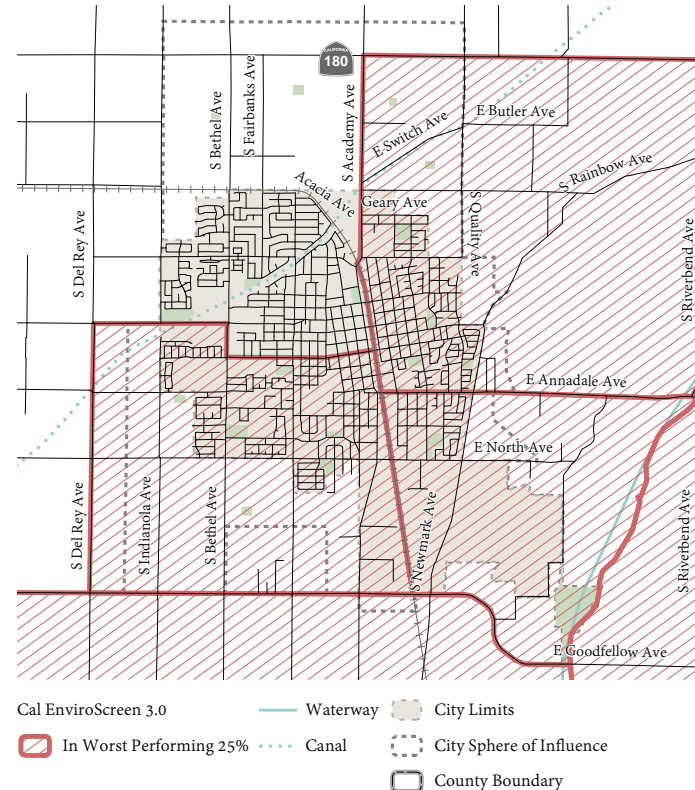 CALIFORNIA
180
S Bethel Ave
S Fairbanks Ave
S Academy Ave
E Switch Ave
E Butler Ave
S Rainbow Ave
Acacia Ave
Geary Ave
S Quality Ave
S Del Rey Ave
S Riverbend Ave
E Annadale Ave
E North Ave
S Del Rey Ave
S Indianola Ave
S Bethel Ave
S Newmark Ave
S Riverbend Ave
E Goodfellow Ave
Cal EnviroScreen 3.0
In Worst Performing 25%
Waterway
Canal
City Limits
City Sphere of Influence
County Boundary